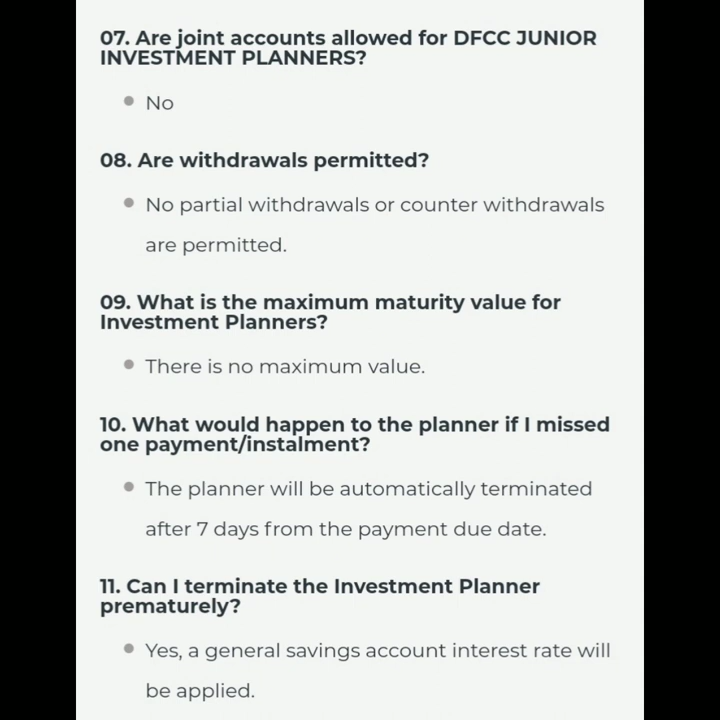 07. Are joint accounts allowed for DFCC JUNIOR
INVESTMENT PLANNERS?
No
08. Are withdrawals permitted?
No partial withdrawals or counter withdrawals
are permitted.
09. What is the maximum maturity value for
Investment Planners?
There is no maximum value.
10. What would happen to the planner if I missed
one payment/instalment?
The planner will be automatically terminated
after 7 days from the payment due date.
11. Can I terminate the Investment Planner
prematurely?
Yes, a general savings account interest rate will
be applied.